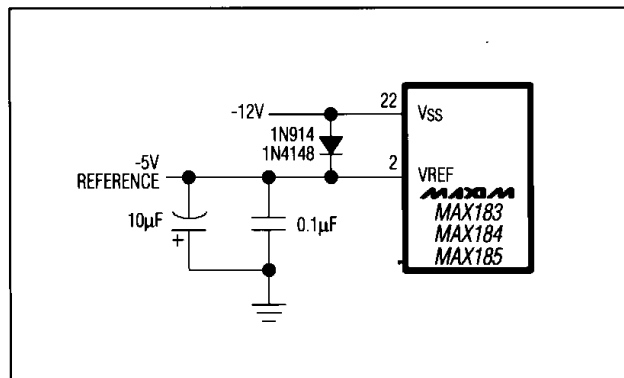 -12V
22
VSS
1N914
1N4148
-5V
REFERENCE
2
VREF
MAXIM
MAX183
MAX184
MAX185
10µF
+
0.1µF